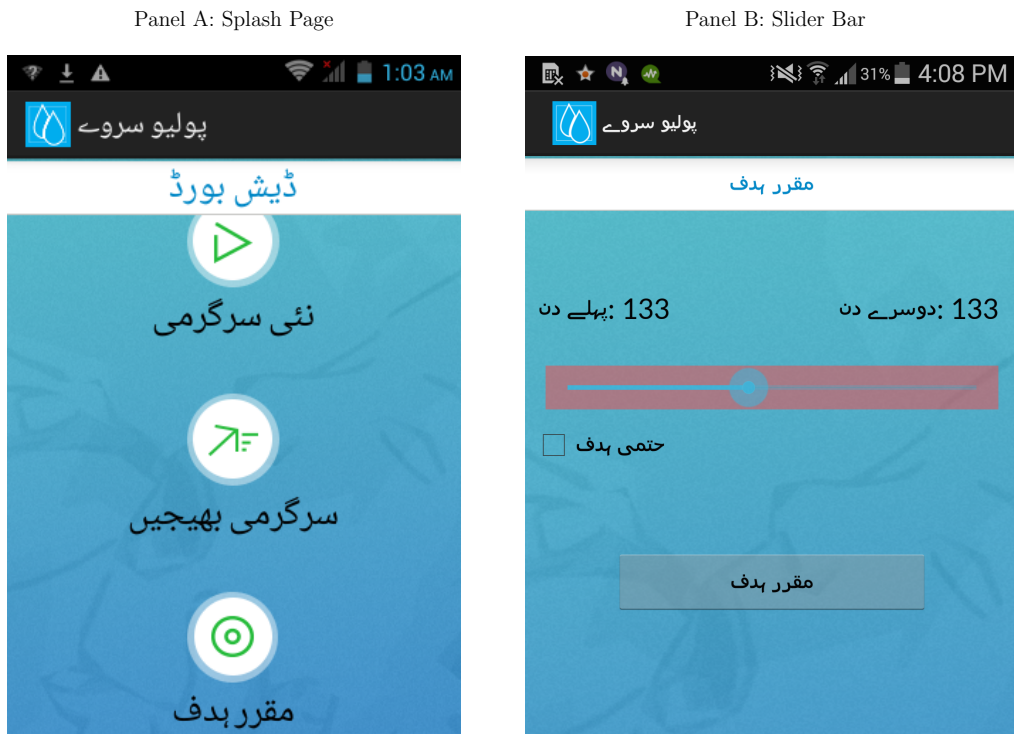 Panel A: Splash Page
1:03 AM
پولیو سروے
ڈیش بورڈ
نئی سرگرمی
سرگرمی بھیجیں
مقرر ہدف
Panel B: Slider Bar
31% 4:08 PM
پولیو سروے
مقرر ہدف
پہلے دن: 133
دوسرے دن: 133
حتمی ہدف
مقرر ہدف